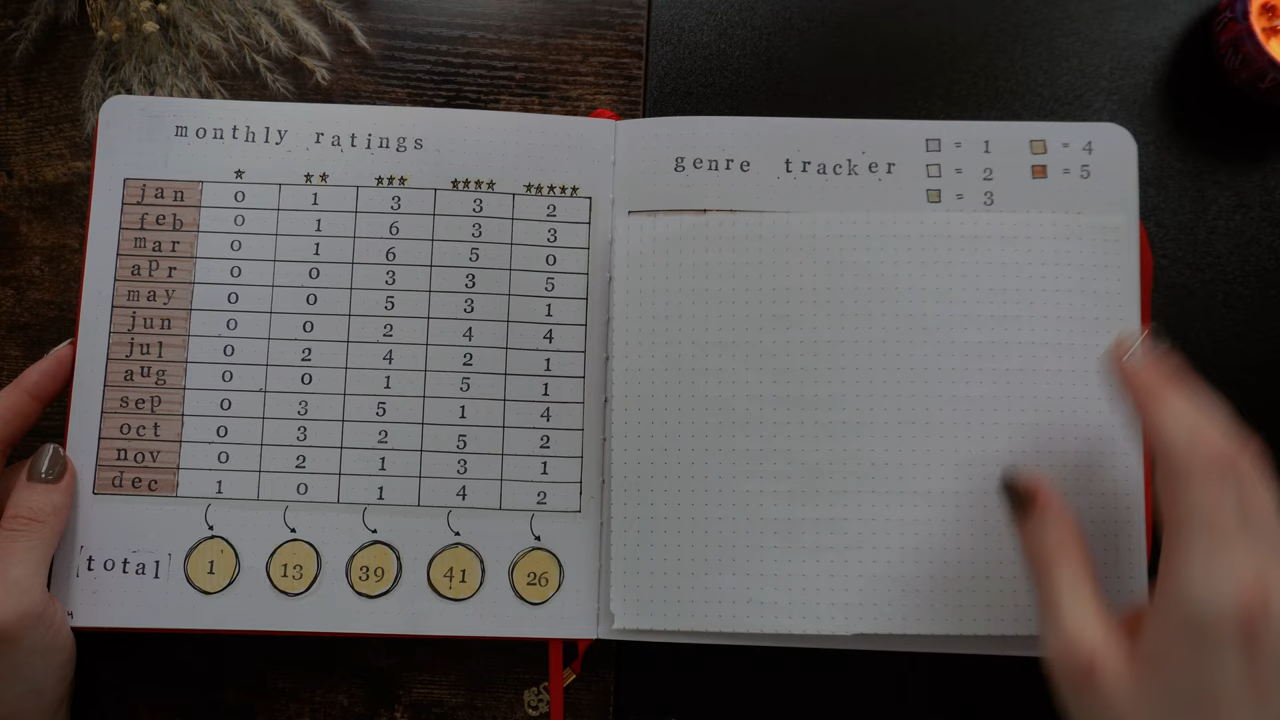 monthly ratings
★ ★★ ★★★ ★★★★ ★★★★★
jan 0 1 3 3 2
feb 0 1 6 3 3
mar 0 1 6 5 0
apr 0 0 3 3 5
may 0 0 5 3 1
jun 0 0 2 4 4
jul 0 2 4 2 1
aug 0 0 1 5 1
sep 0 3 5 1 4
oct 0 3 2 5 2
nov 0 2 1 3 1
dec 1 0 1 4 2
[total] 1 13 39 41 26
genre tracker
= 1 = 4
= 2 = 5
= 3